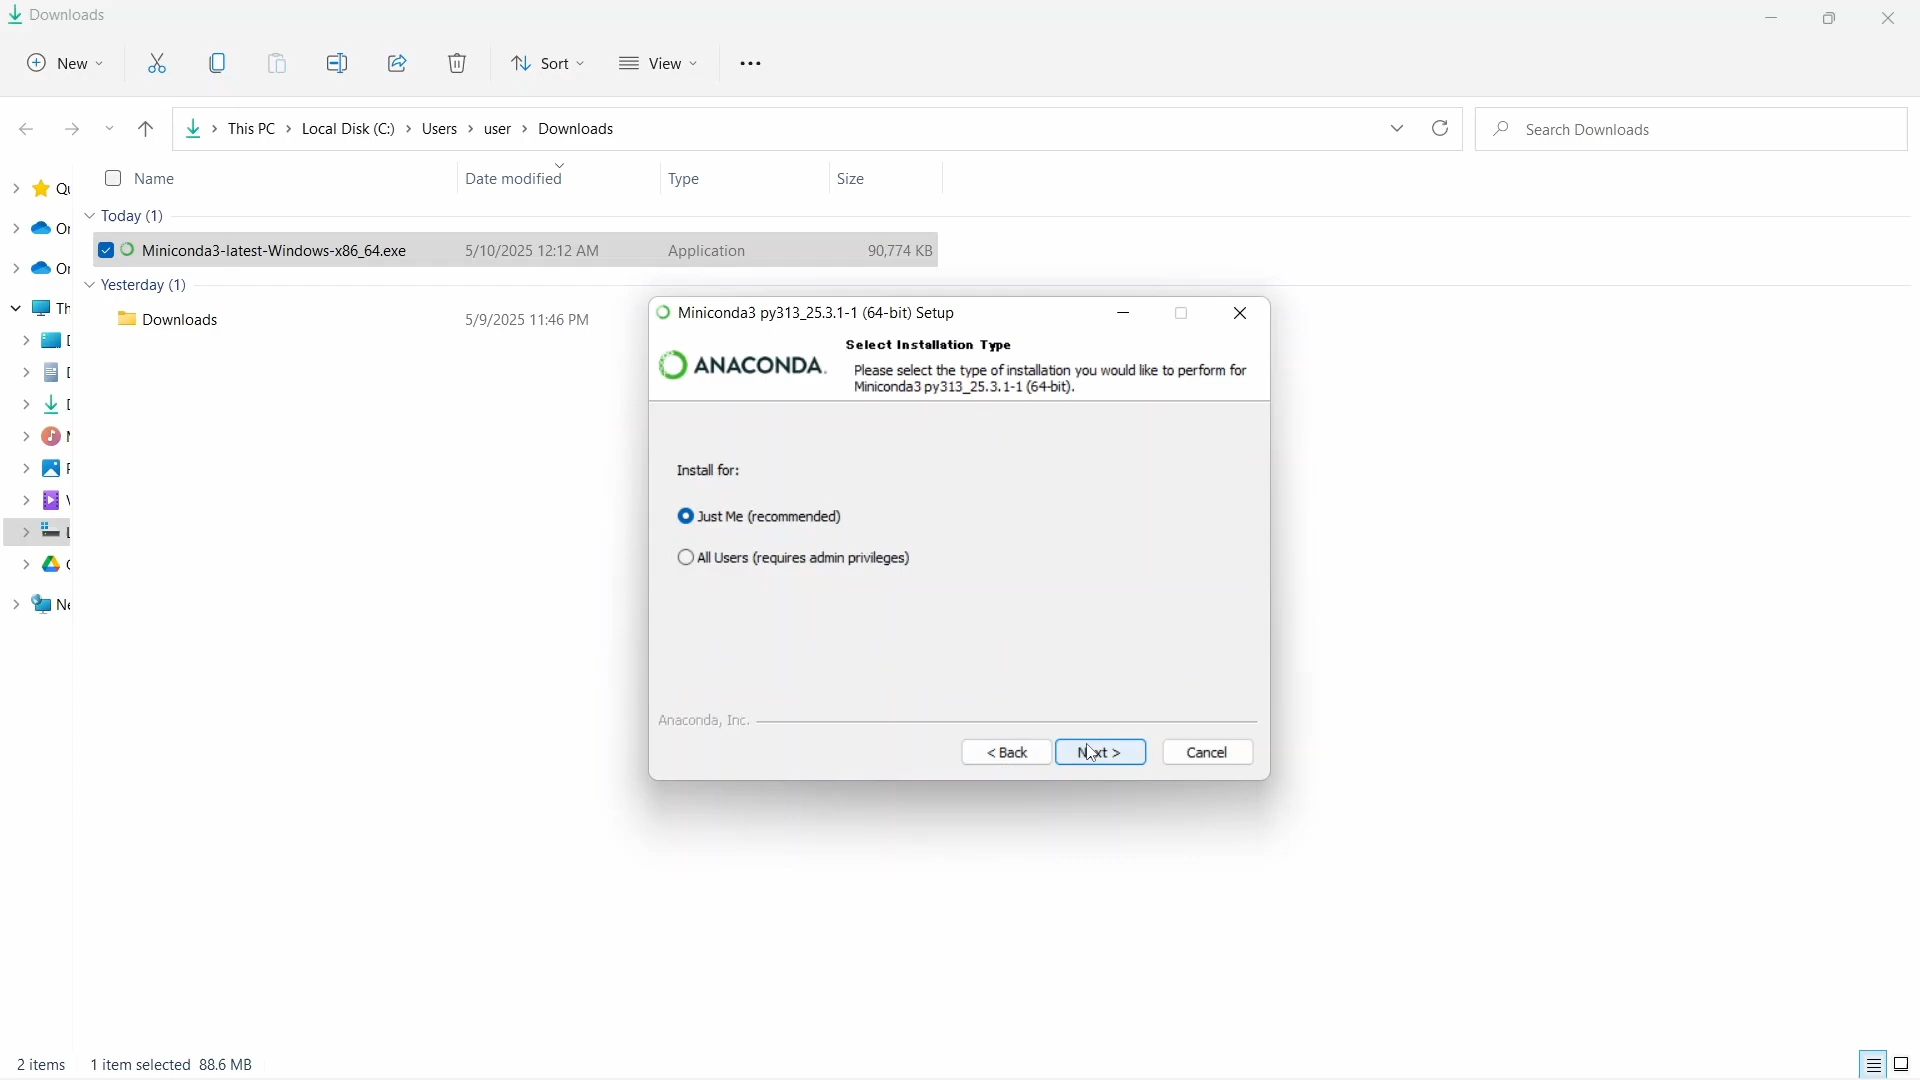 Downloads
New
Sort
View
This PC > Local Disk (C:) > Users > user > Downloads
Search Downloads
Name
Date modified
Type
Size
Today (1)
Miniconda3-latest-Windows-x86_64.exe 5/10/2025 12:12 AM Application 90,774 KB
Yesterday (1)
Downloads 5/9/2025 11:46 PM
Miniconda3 py313_25.3.1-1 (64-bit) Setup
ANACONDA.
Select Installation Type
Please select the type of installation you would like to perform for
Miniconda3 py313_25.3.1-1 (64-bit).
Install for:
Just Me (recommended)
All Users (requires admin privileges)
Anaconda, Inc.
< Back
Next >
Cancel
2 items
1 item selected 88.6 MB